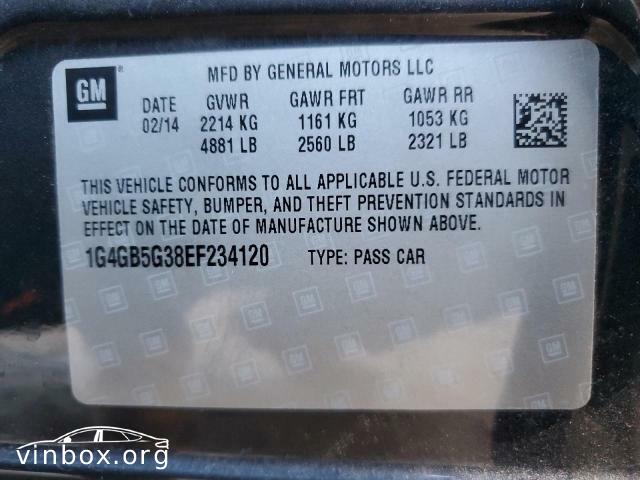 GM ®
MFD BY GENERAL MOTORS LLC
DATE GVWR GAWR FRT GAWR RR
02/14 2214 KG 1161 KG 1053 KG
4881 LB 2560 LB 2321 LB
THIS VEHICLE CONFORMS TO ALL APPLICABLE U.S. FEDERAL MOTOR
VEHICLE SAFETY, BUMPER, AND THEFT PREVENTION STANDARDS IN
EFFECT ON THE DATE OF MANUFACTURE SHOWN ABOVE.
1G4GB5G38EF234120 TYPE: PASS CAR
vinbox.org